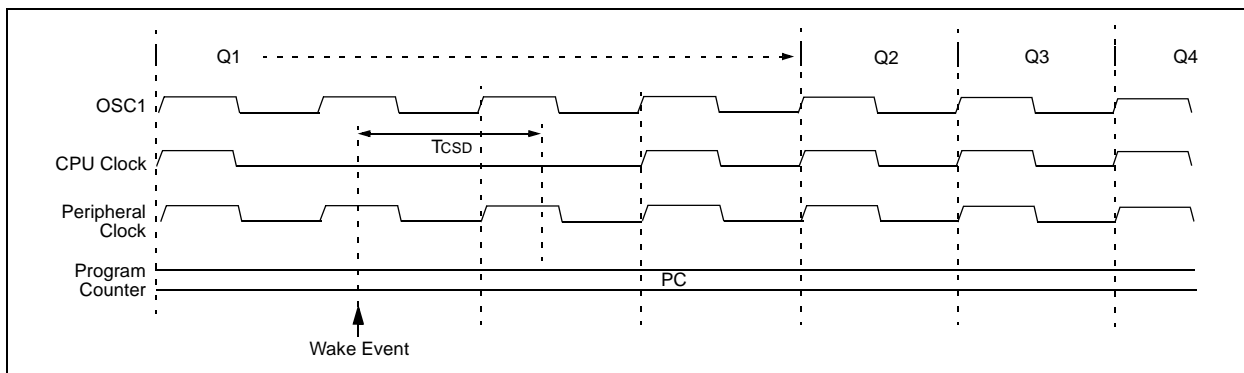 Q1 Q2 Q3 Q4
OSC1
TCSD
CPU Clock
Peripheral
Clock
Program
Counter
PC
Wake Event